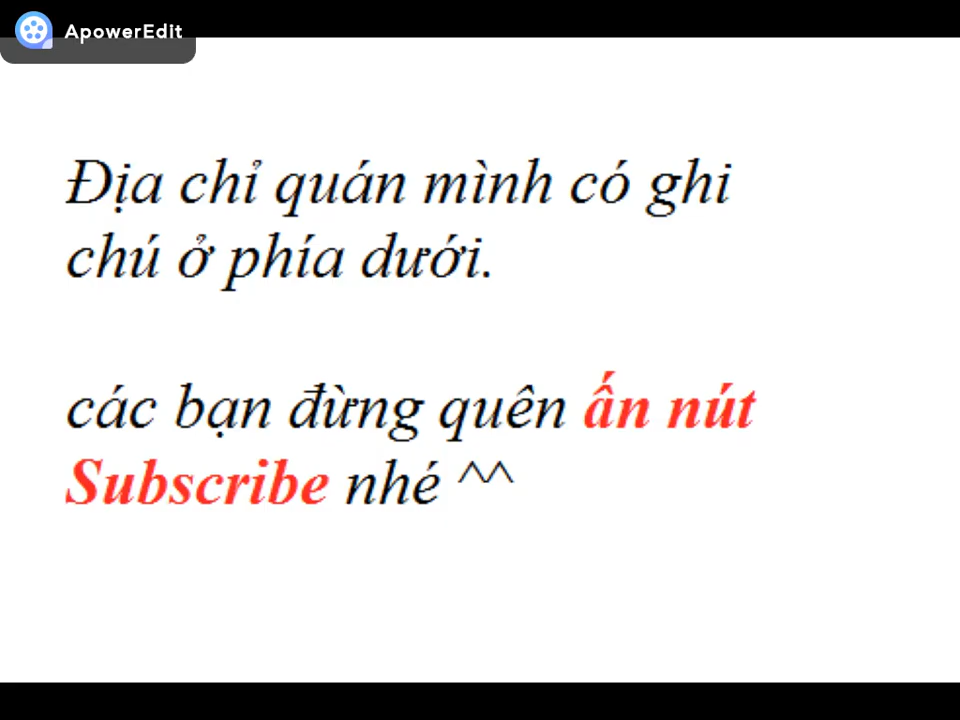 ApowerEdit
Địa chỉ quán mình có ghi
chú ở phía dưới.
các bạn đừng quên ấn nút
Subscribe nhé ^^